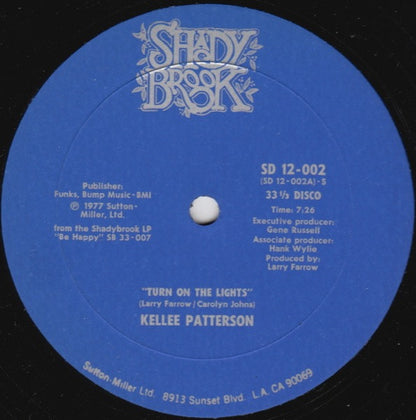 SHADY
BROOK
SD 12-002
(SD 12-002A)-S
33 1/3 DISCO
Time: 7:26
Executive producer:
Gene Russell
Associate producer:
Hank Wylie
Produced by:
Larry Farrow
Publisher:
Funks, Bump Music-BMI
℗ 1977 Sutton-
Miller, Ltd.
from the Shadybrook LP
"Be Happy" SB 33-007
"TURN ON THE LIGHTS"
(Larry Farrow/Carolyn Johns)
KELLEE PATTERSON
Sutton-Miller Ltd. 8913 Sunset Blvd. L.A. CA 90069